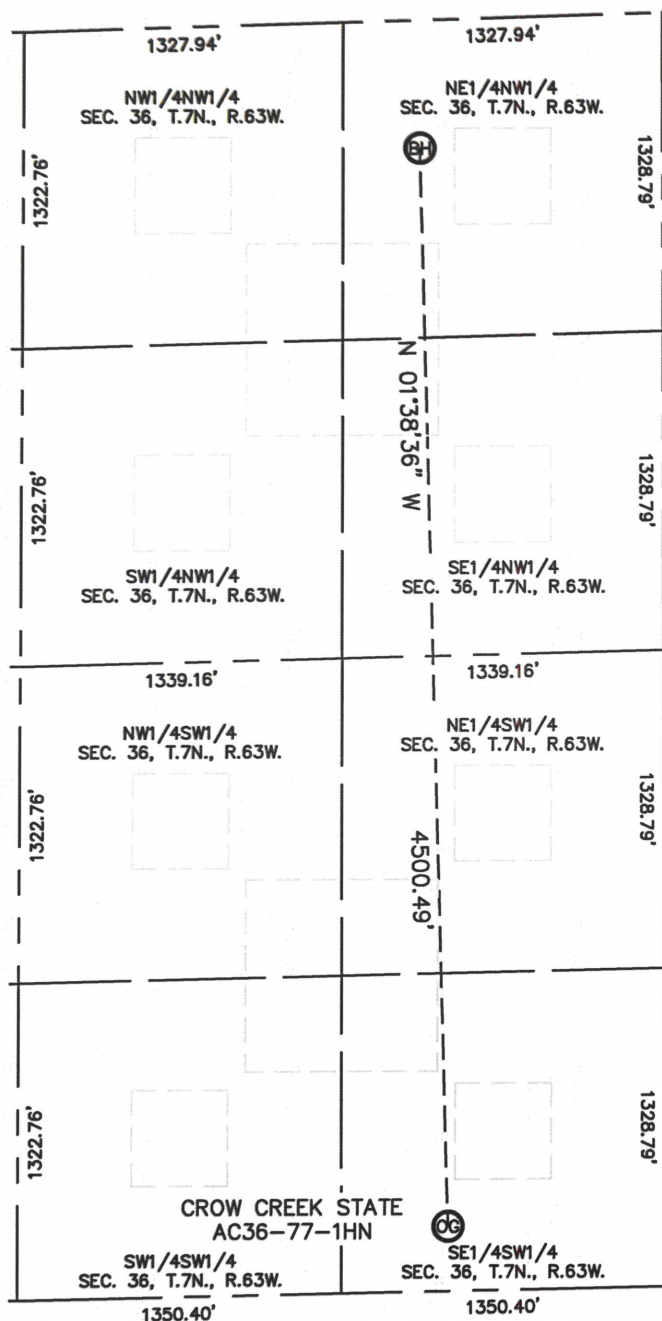 1327.94'
1327.94'
NW1/4NW1/4
SEC. 36, T.7N., R.63W.
NE1/4NW1/4
SEC. 36, T.7N., R.63W.
BH
1322.76'
1328.79'
N 01°38'36" W
1322.76'
1328.79'
SW1/4NW1/4
SEC. 36, T.7N., R.63W.
SE1/4NW1/4
SEC. 36, T.7N., R.63W.
1339.16'
1339.16'
NW1/4SW1/4
SEC. 36, T.7N., R.63W.
NE1/4SW1/4
SEC. 36, T.7N., R.63W.
1322.76'
1328.79'
4500.49'
1322.76'
1328.79'
CROW CREEK STATE
AC36-77-1HN
OG
SW1/4SW1/4
SEC. 36, T.7N., R.63W.
SE1/4SW1/4
SEC. 36, T.7N., R.63W.
1350.40'
1350.40'